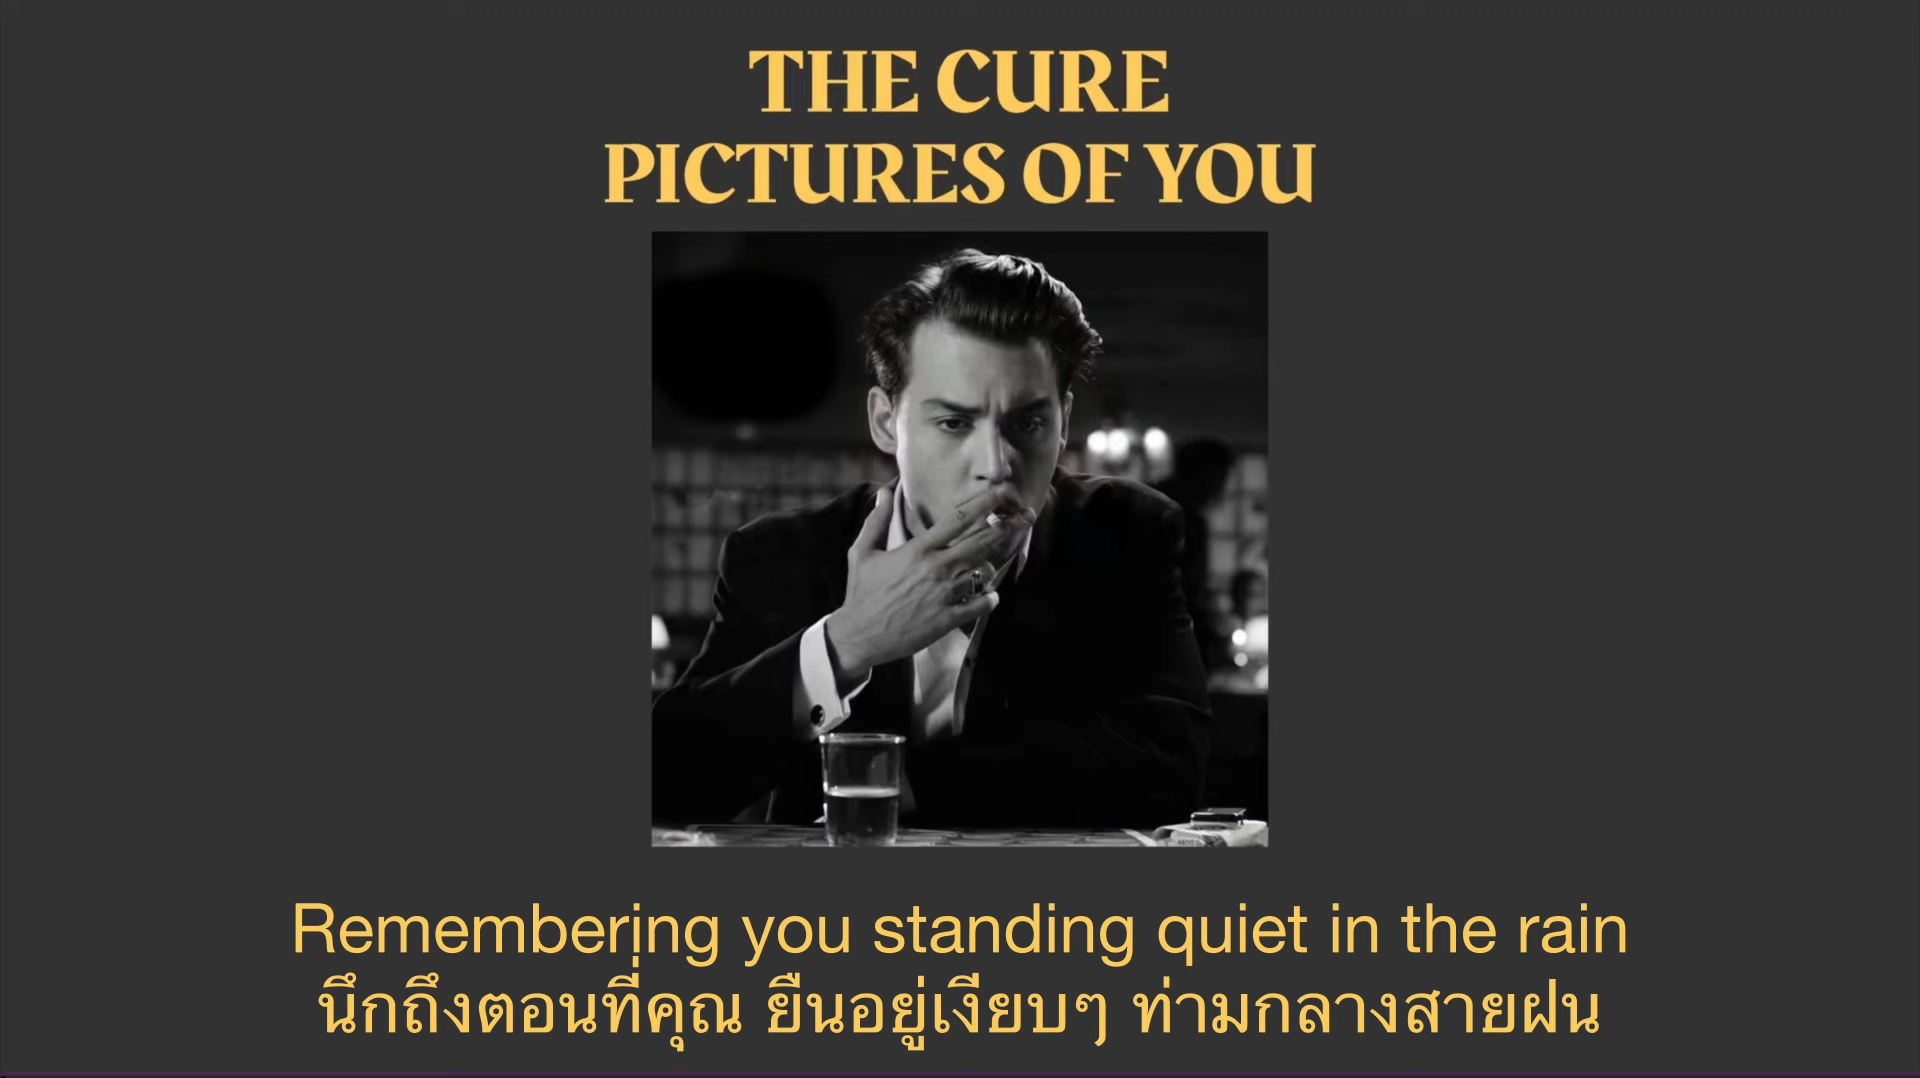 THE CURE
PICTURES OF YOU
Remembering you standing quiet in the rain
นึกถึงตอนที่คุณ ยืนอยู่เงียบๆ ท่ามกลางสายฝน